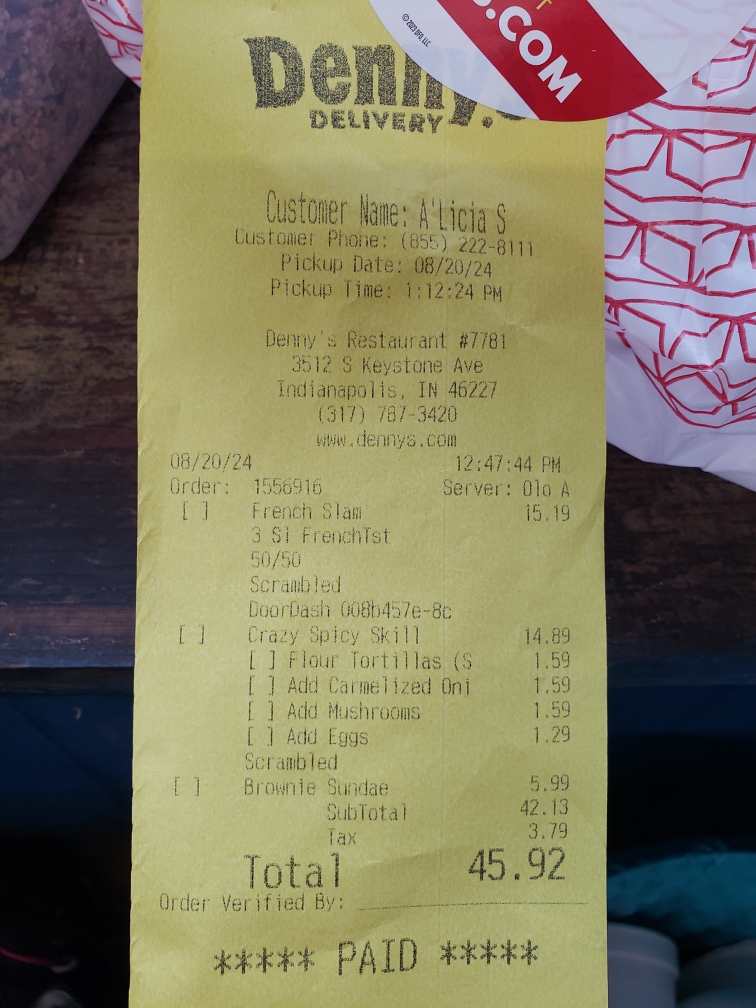 ©2023 DFO, LLC
S.COM
Denny's
DELIVERY
Customer Name: A'Licia S
Customer Phone: (855) 222-8111
Pickup Date: 08/20/24
Pickup Time: 1:12:24 PM
Denny's Restaurant #7781
3512 S Keystone Ave
Indianapolis, IN 46227
(317) 787-3420
www.dennys.com
08/20/24 12:47:44 PM
Order: 1556916 Server: Olo A
[ ] French Slam 15.19
3 Sl FrenchTst
50/50
Scrambled
DoorDash 008b457e-8c
[ ] Crazy Spicy Skill 14.89
[ ] Flour Tortillas (S 1.59
[ ] Add Carmelized Oni 1.59
[ ] Add Mushrooms 1.59
[ ] Add Eggs 1.29
Scrambled
[ ] Brownie Sundae 5.99
SubTotal 42.13
Tax 3.79
Total 45.92
Order Verified By:
***** PAID *****